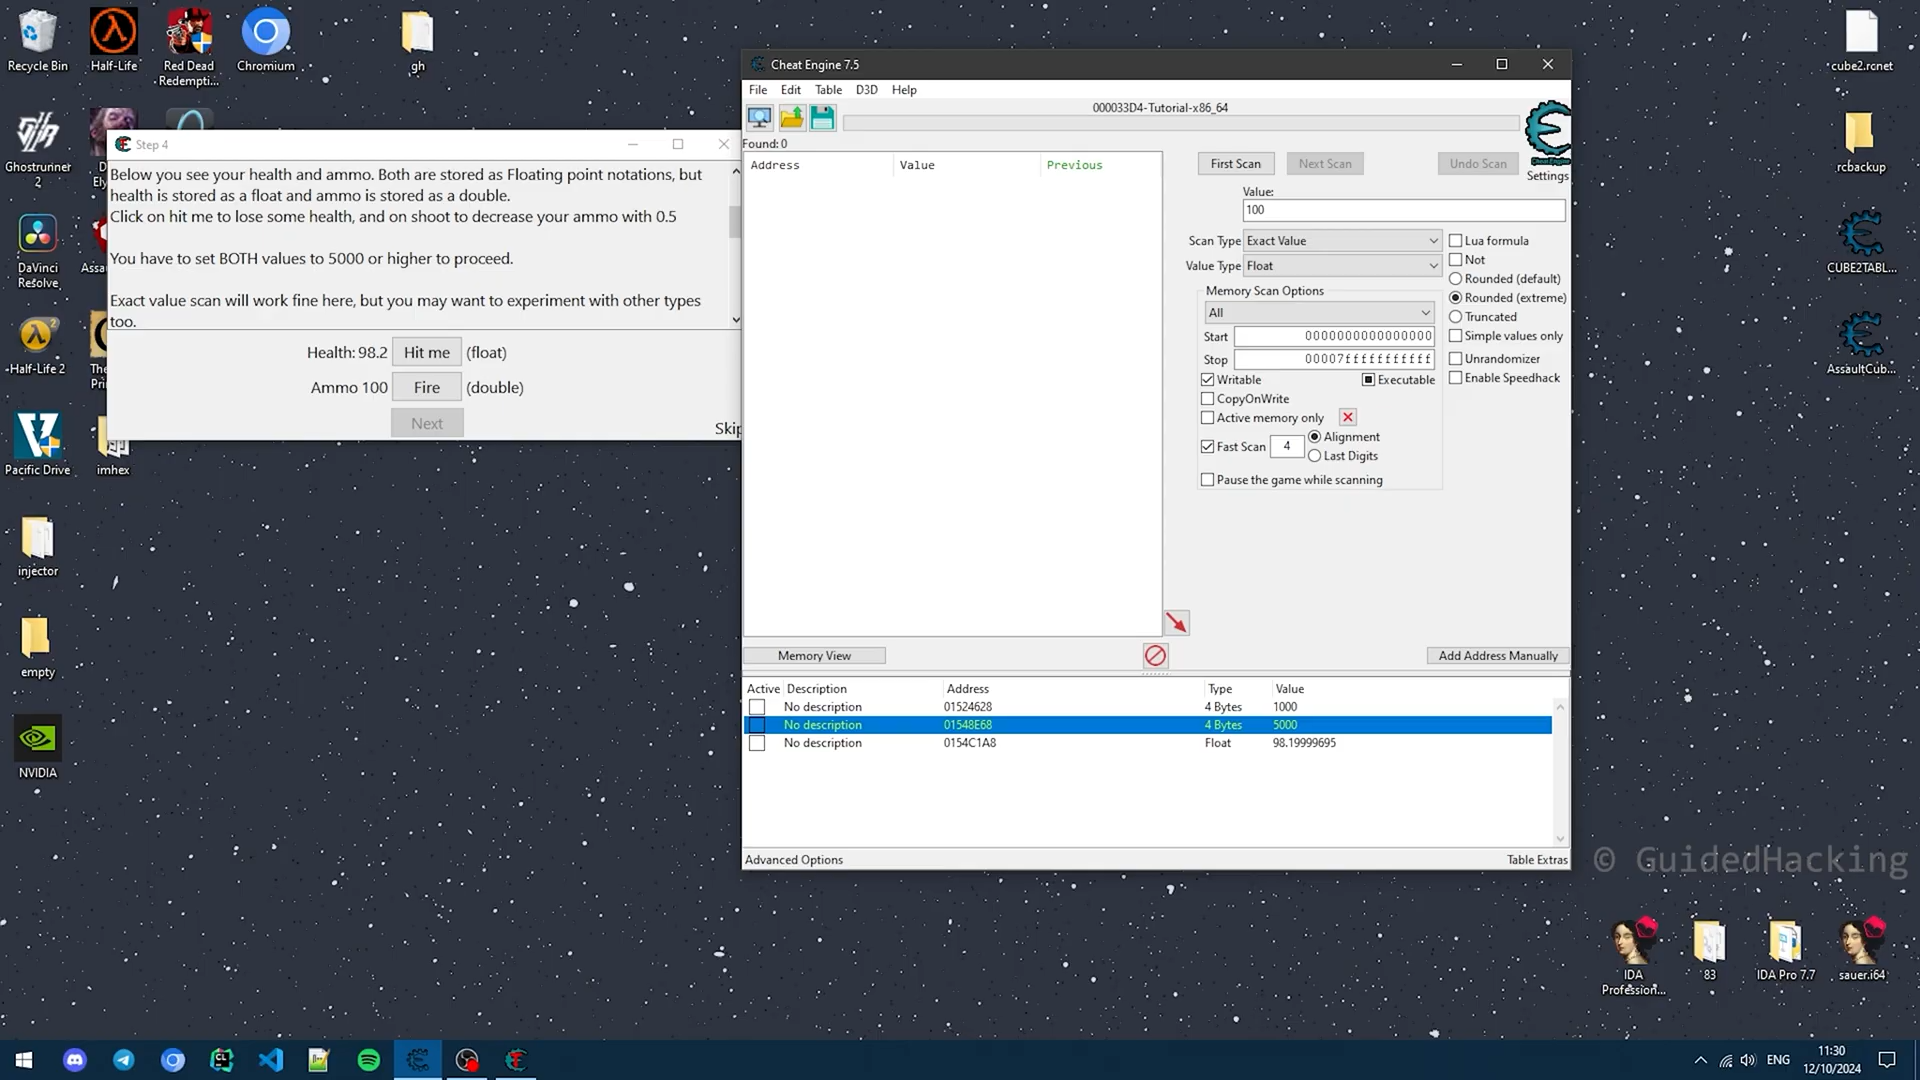 Recycle Bin
Half-Life
Red Dead
Redempti...
Chromium
gh
cube2.rcnet
Ghostrunner
2
rcbackup
DaVinci
Resolve
CUBE2TABL...
Half-Life 2
AssaultCub...
Pacific Drive
imhex
injector
empty
NVIDIA
Step 4
Below you see your health and ammo. Both are stored as Floating point notations, but
health is stored as a float and ammo is stored as a double.
Click on hit me to lose some health, and on shoot to decrease your ammo with 0.5
You have to set BOTH values to 5000 or higher to proceed.
Exact value scan will work fine here, but you may want to experiment with other types
too.
Health: 98.2 Hit me (float)
Ammo 100 Fire (double)
Next
Skip
Cheat Engine 7.5
File Edit Table D3D Help
000033D4-Tutorial-x86_64
Found: 0
Address Value Previous
First Scan Next Scan Undo Scan
Cheat Engine
Settings
Value:
100
Scan Type Exact Value
Value Type Float
Lua formula
Not
Rounded (default)
Rounded (extreme)
Truncated
Simple values only
Unrandomizer
Enable Speedhack
Memory Scan Options
All
Start 0000000000000000
Stop 00007fffffffffff
Writable Executable
CopyOnWrite
Active memory only
Fast Scan 4 Alignment
Last Digits
Pause the game while scanning
Memory View
Add Address Manually
Active Description Address Type Value
No description 01524628 4 Bytes 1000
No description 01548E68 4 Bytes 5000
No description 0154C1A8 Float 98.19999695
Advanced Options
Table Extras
© GuidedHacking
IDA
Profession...
83
IDA Pro 7.7
sauer.i64
ENG
11:30
12/10/2024